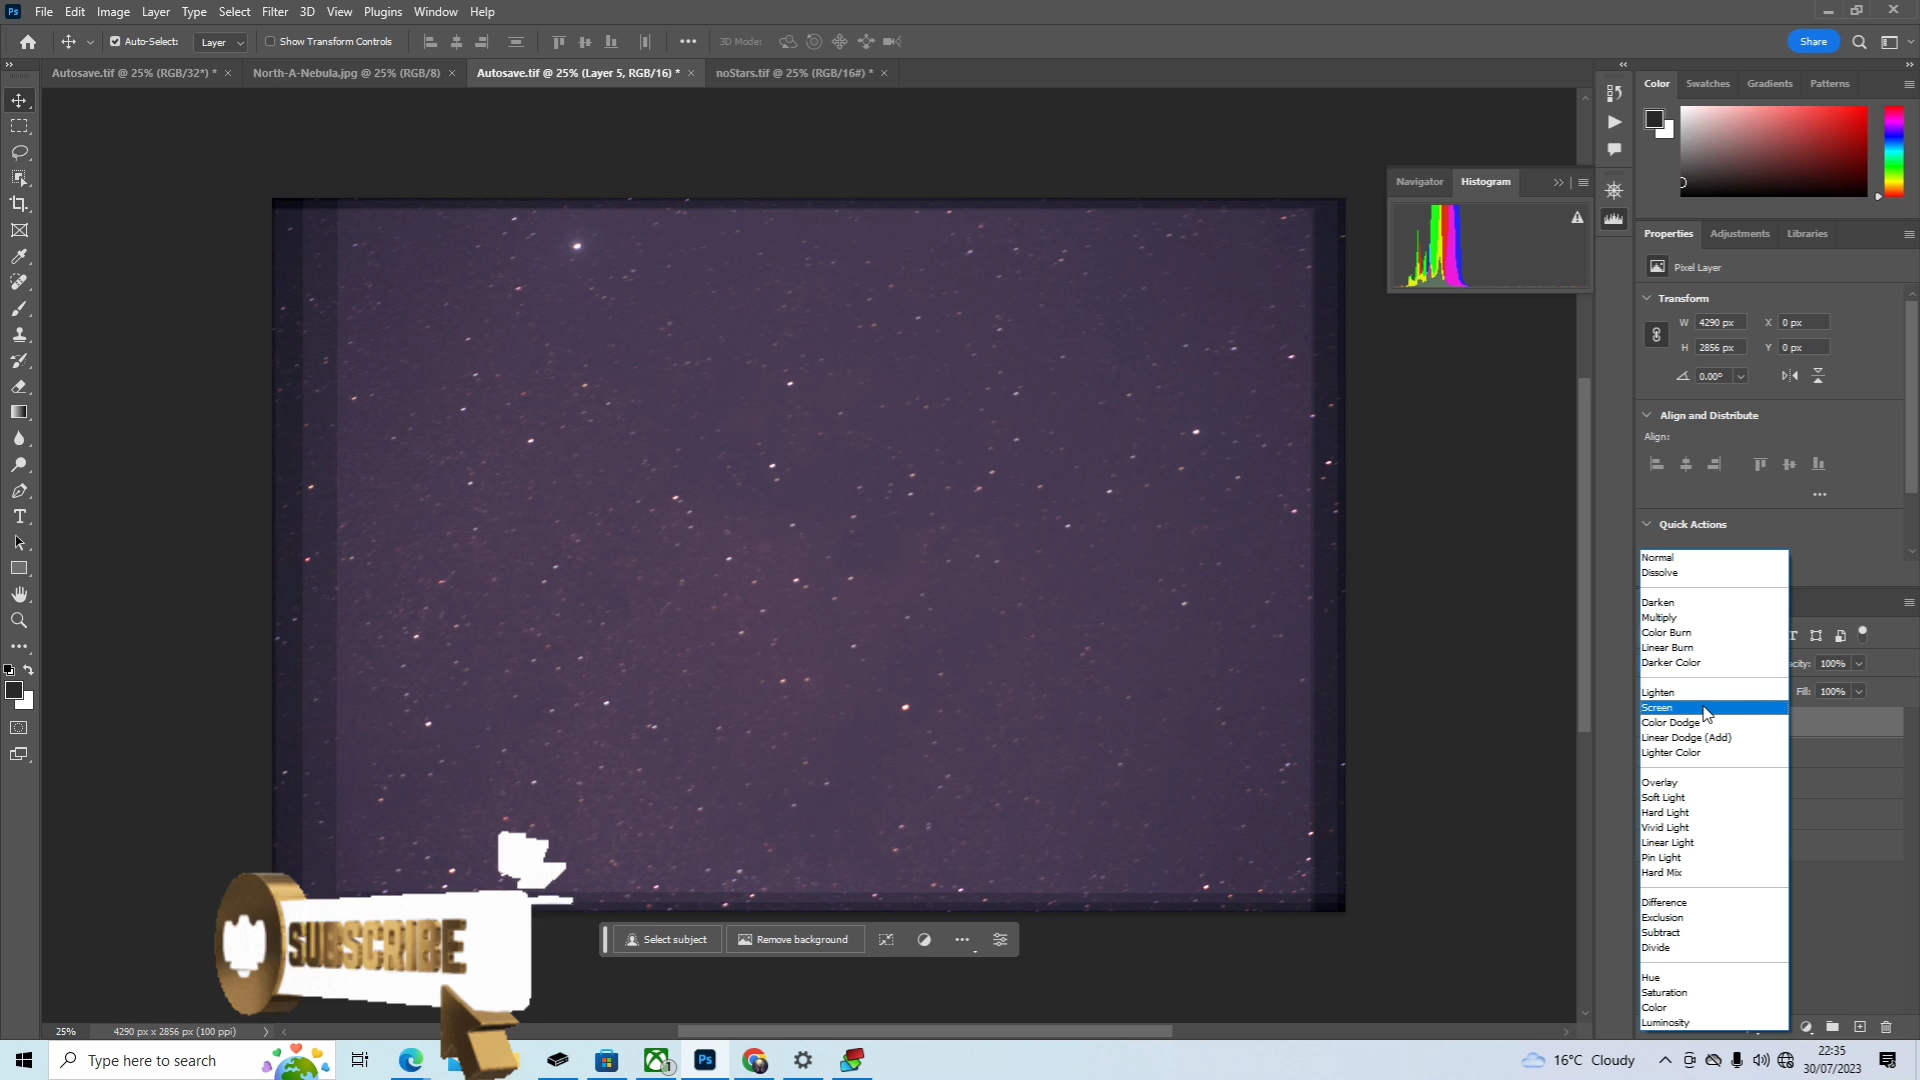 Ps File Edit Image Layer Type Select Filter 3D View Plugins Window Help
Auto-Select: Layer Show Transform Controls 3D Mode: Share
Autosave.tif @ 25% (RGB/32*) * North-A-Nebula.jpg @ 25% (RGB/8) Autosave.tif @ 25% (Layer 5, RGB/16) * noStars.tif @ 25% (RGB/16#) *
Color Swatches Gradients Patterns
Navigator Histogram
Properties Adjustments Libraries
Pixel Layer
Transform
W 4290 px X 0 px
H 2856 px Y 0 px
0.00°
Align and Distribute
Align:
Quick Actions
Normal
Dissolve
Darken
Multiply
Color Burn
Linear Burn
Darker Color
Lighten
Screen
Color Dodge
Linear Dodge (Add)
Lighter Color
Overlay
Soft Light
Hard Light
Vivid Light
Linear Light
Pin Light
Hard Mix
Difference
Exclusion
Subtract
Divide
Hue
Saturation
Color
Luminosity
100%
Fill: 100%
SUBSCRIBE
Select subject Remove background
25% 4290 px x 2856 px (100 ppi)
Type here to search Ps 16°C Cloudy 22:35
30/07/2023